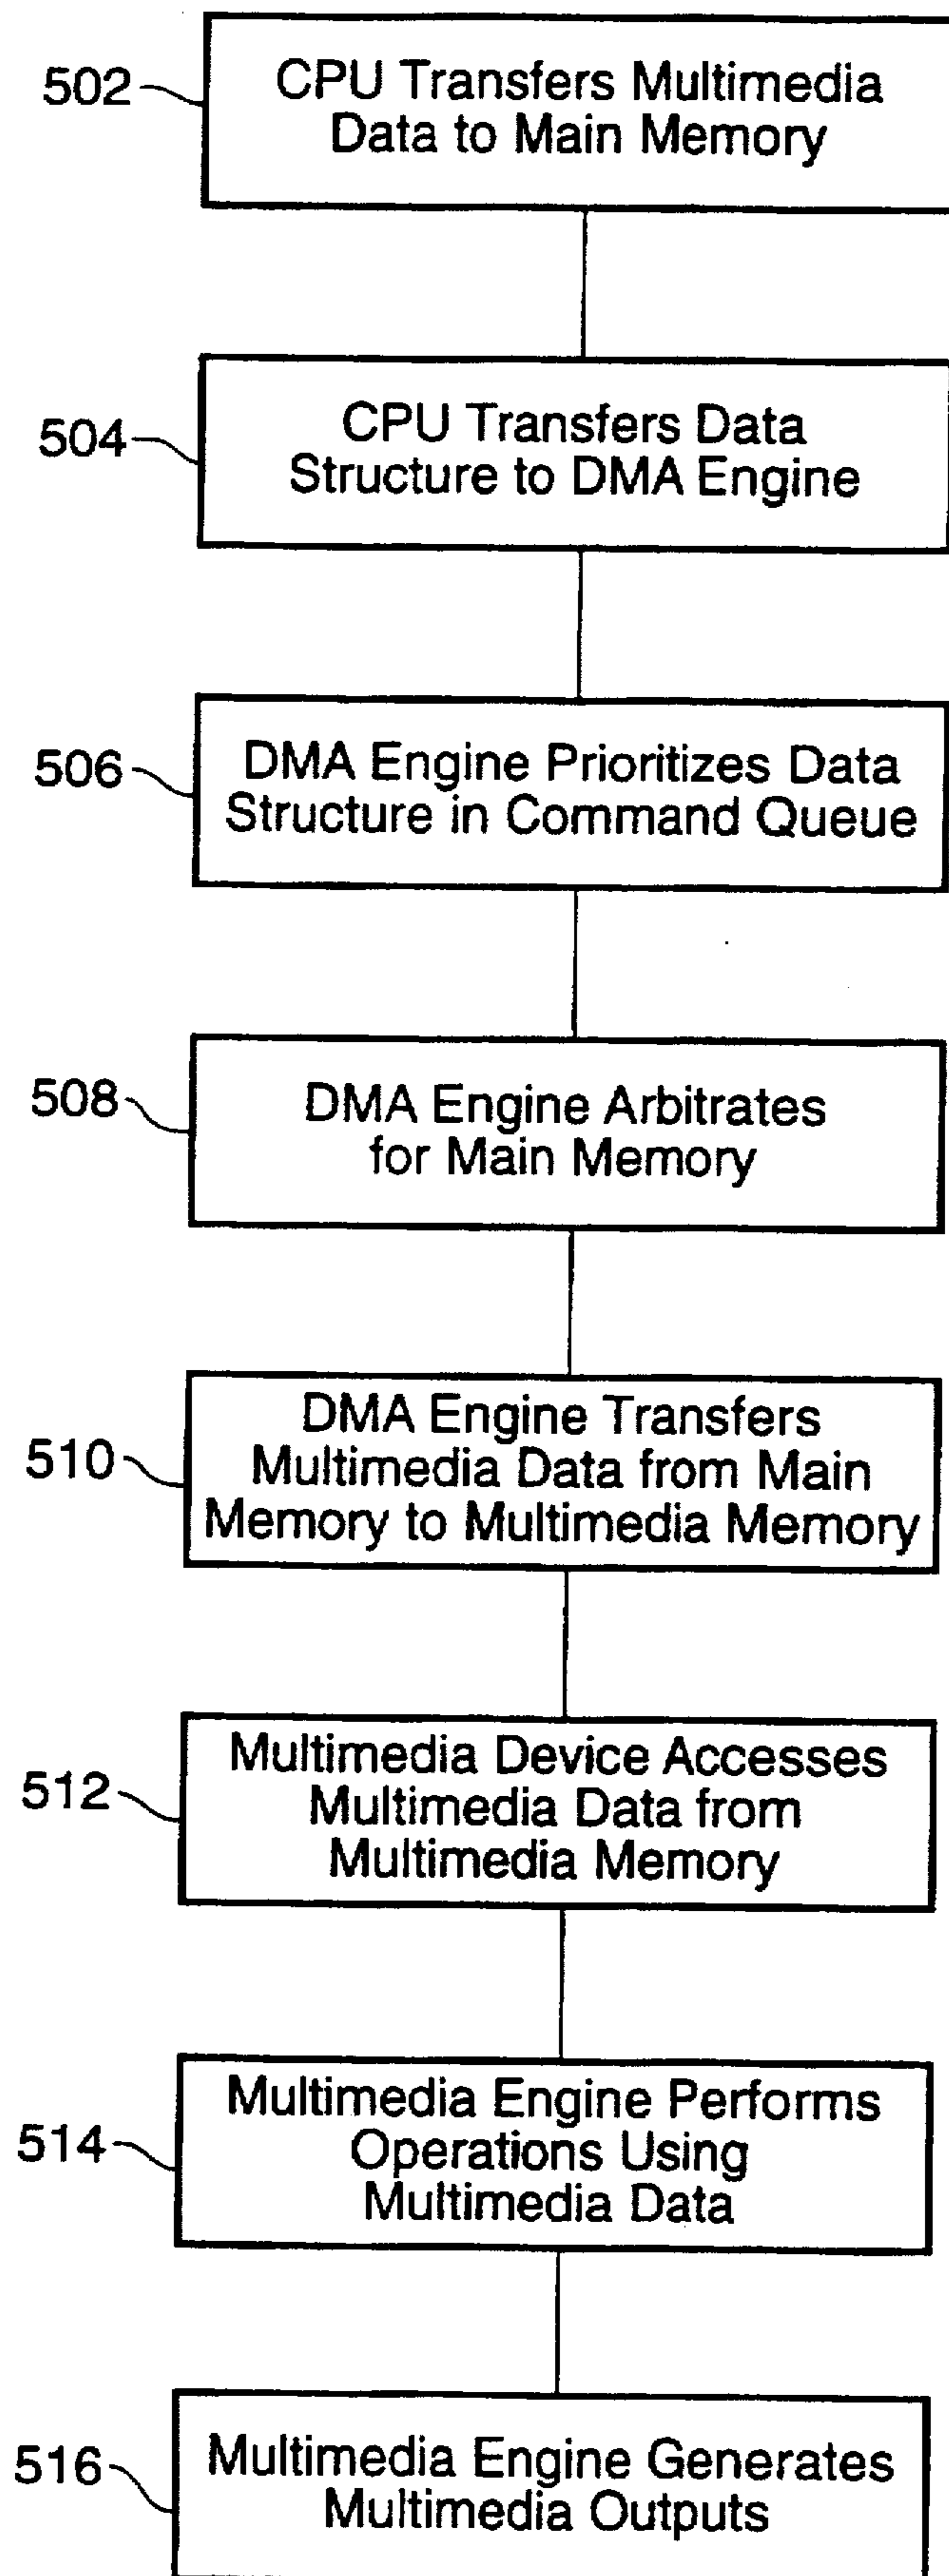 502
CPU Transfers Multimedia
Data to Main Memory
504
CPU Transfers Data
Structure to DMA Engine
506
DMA Engine Prioritizes Data
Structure in Command Queue
508
DMA Engine Arbitrates
for Main Memory
510
DMA Engine Transfers
Multimedia Data from Main
Memory to Multimedia Memory
512
Multimedia Device Accesses
Multimedia Data from
Multimedia Memory
514
Multimedia Engine Performs
Operations Using
Multimedia Data
516
Multimedia Engine Generates
Multimedia Outputs